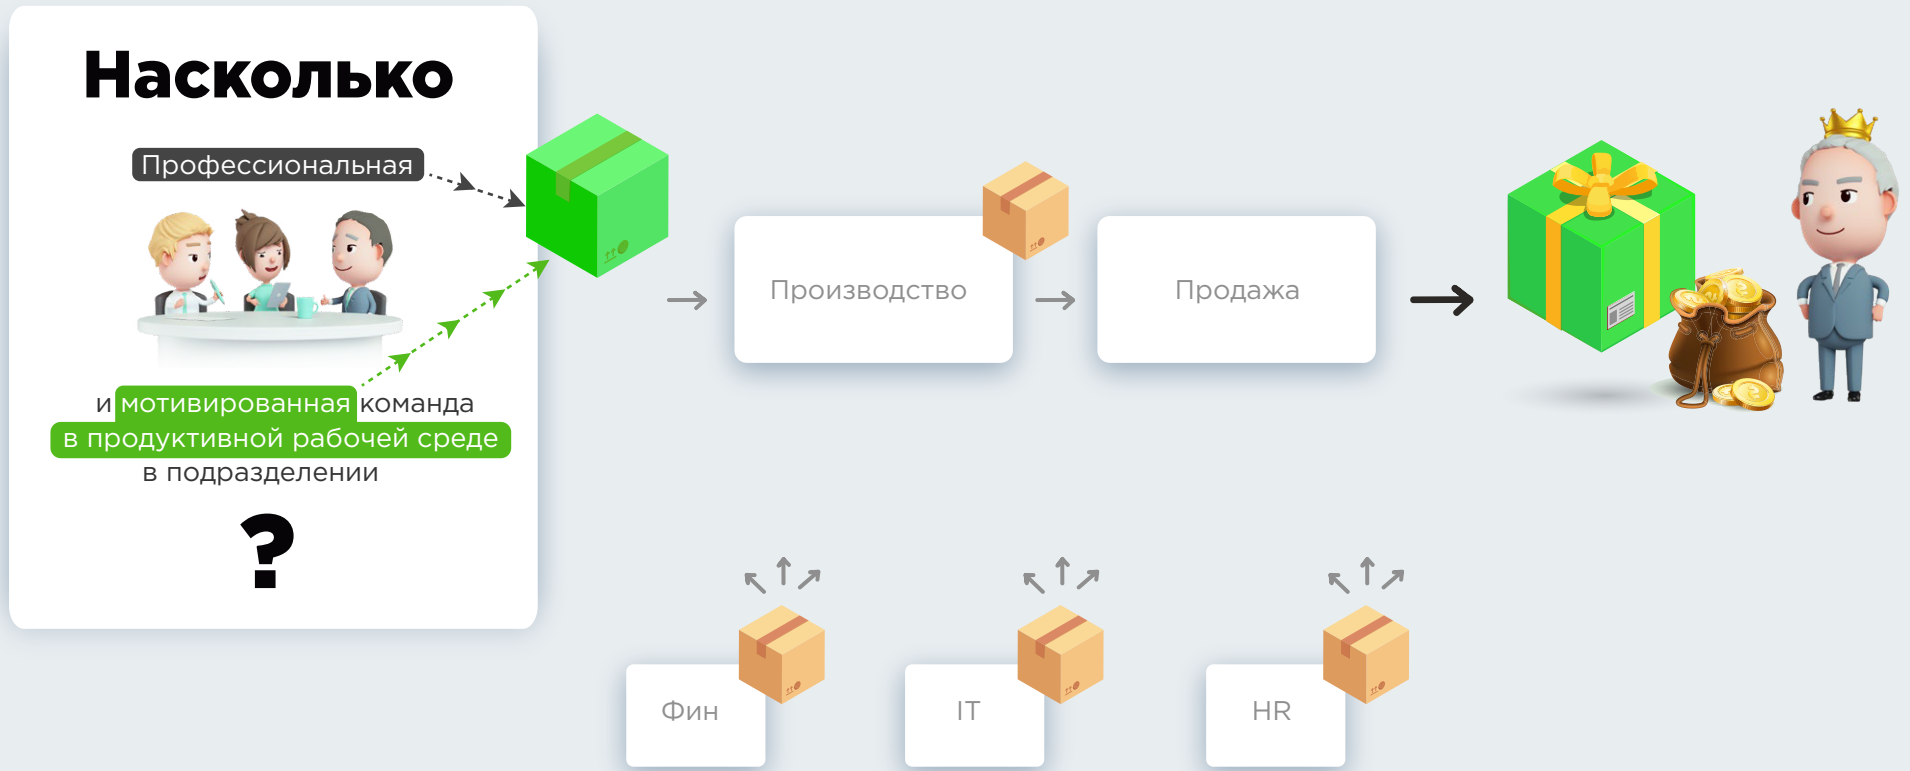 Насколько
Профессиональная
и мотивированная команда
в продуктивной рабочей среде
в подразделении
?
Производство
Продажа
Фин
IT
HR